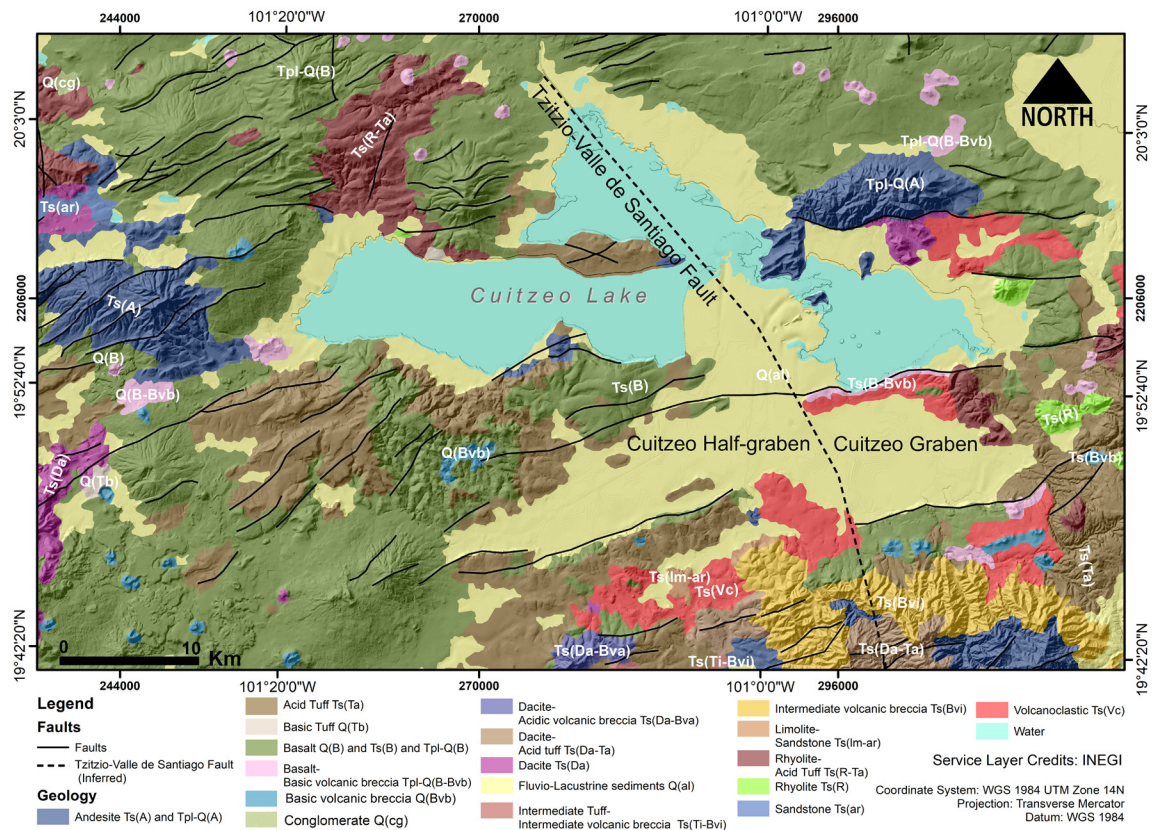 244000
101°20'0"W
270000
101°0'0"W
296000
20°3'0"N
2206000
19°52'40"N
19°42'20"N
20°3'0"N
2206000
19°52'40"N
19°42'20"N
Q(cg)
Tpl-Q(B)
Ts(R-Ta)
Ts(ar)
Ts(A)
Q(B)
Q(B-Bvb)
Ts(Da)
Q(Tb)
Tzitzio-Valle de Santiago Fault
Cuitzeo Lake
Tpl-Q(B-Bvb)
Tpl-Q(A)
NORTH
Q(al)
Ts(B)
Ts(B-Bvb)
Ts(R)
Ts(Bvb)
Q(Bvb)
Cuitzeo Half-graben
Cuitzeo Graben
Ts(Ta)
Ts(lm-ar)
Ts(Vc)
Ts(Bvi)
Ts(Da-Bva)
Ts(Ti-Bvi)
Ts(Da-Ta)
0 10 Km
244000
101°20'0"W
270000
101°0'0"W
296000
Legend
Faults
Faults
Tzitzio-Valle de Santiago Fault
(Inferred)
Geology
Andesite Ts(A) and Tpl-Q(A)
Acid Tuff Ts(Ta)
Basic Tuff Q(Tb)
Basalt Q(B) and Ts(B) and Tpl-Q(B)
Basalt-
Basic volcanic breccia Tpl-Q(B-Bvb)
Basic volcanic breccia Q(Bvb)
Conglomerate Q(cg)
Dacite-
Acidic volcanic breccia Ts(Da-Bva)
Dacite-
Acid tuff Ts(Da-Ta)
Dacite Ts(Da)
Fluvio-Lacustrine sediments Q(al)
Intermediate Tuff-
Intermediate volcanic breccia Ts(Ti-Bvi)
Intermediate volcanic breccia Ts(Bvi)
Limolite-
Sandstone Ts(lm-ar)
Rhyolite-
Acid Tuff Ts(R-Ta)
Rhyolite Ts(R)
Sandstone Ts(ar)
Volcanoclastic Ts(Vc)
Water
Service Layer Credits: INEGI
Coordinate System: WGS 1984 UTM Zone 14N
Projection: Transverse Mercator
Datum: WGS 1984